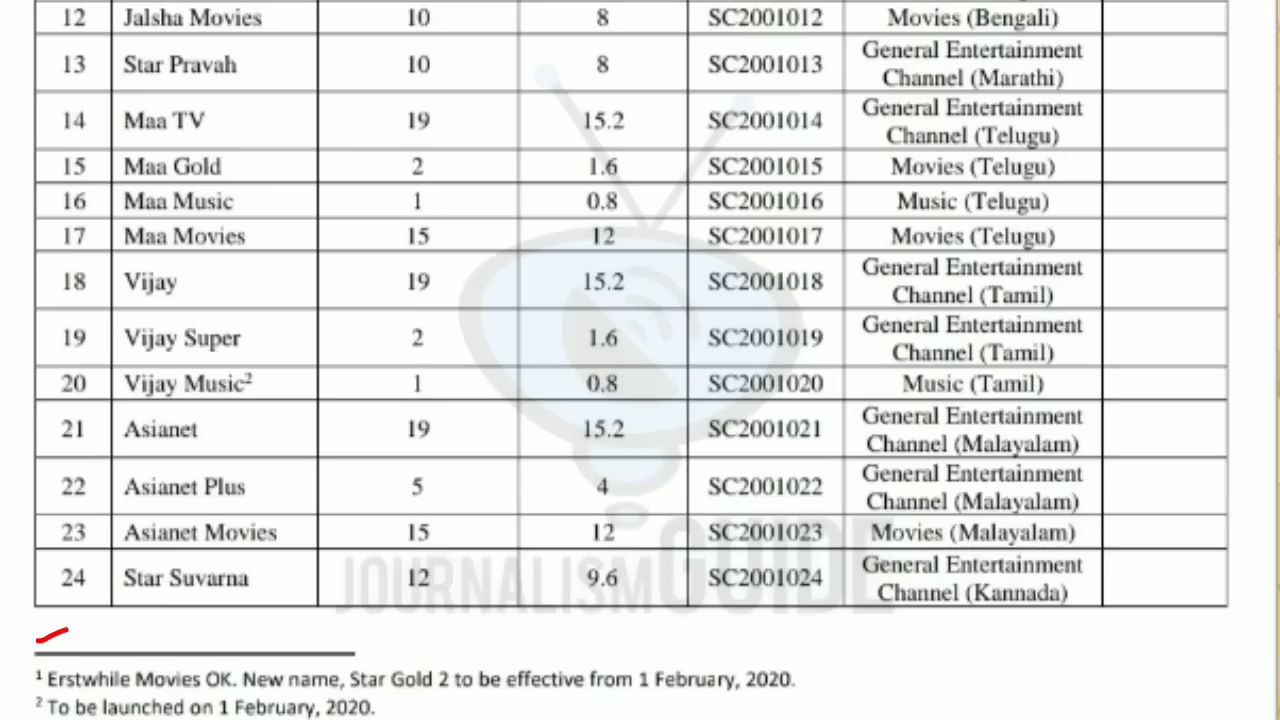 12 Jalsha Movies 10 8 SC2001012 Movies (Bengali)
13 Star Pravah 10 8 SC2001013 General Entertainment
Channel (Marathi)
14 Maa TV 19 15.2 SC2001014 General Entertainment
Channel (Telugu)
15 Maa Gold 2 1.6 SC2001015 Movies (Telugu)
16 Maa Music 1 0.8 SC2001016 Music (Telugu)
17 Maa Movies 15 12 SC2001017 Movies (Telugu)
18 Vijay 19 15.2 SC2001018 General Entertainment
Channel (Tamil)
19 Vijay Super 2 1.6 SC2001019 General Entertainment
Channel (Tamil)
20 Vijay Music² 1 0.8 SC2001020 Music (Tamil)
21 Asianet 19 15.2 SC2001021 General Entertainment
Channel (Malayalam)
22 Asianet Plus 5 4 SC2001022 General Entertainment
Channel (Malayalam)
23 Asianet Movies 15 12 SC2001023 Movies (Malayalam)
24 Star Suvarna 12 9.6 SC2001024 General Entertainment
Channel (Kannada)
JOURNALISM GUIDE
¹ Erstwhile Movies OK. New name, Star Gold 2 to be effective from 1 February, 2020.
² To be launched on 1 February, 2020.